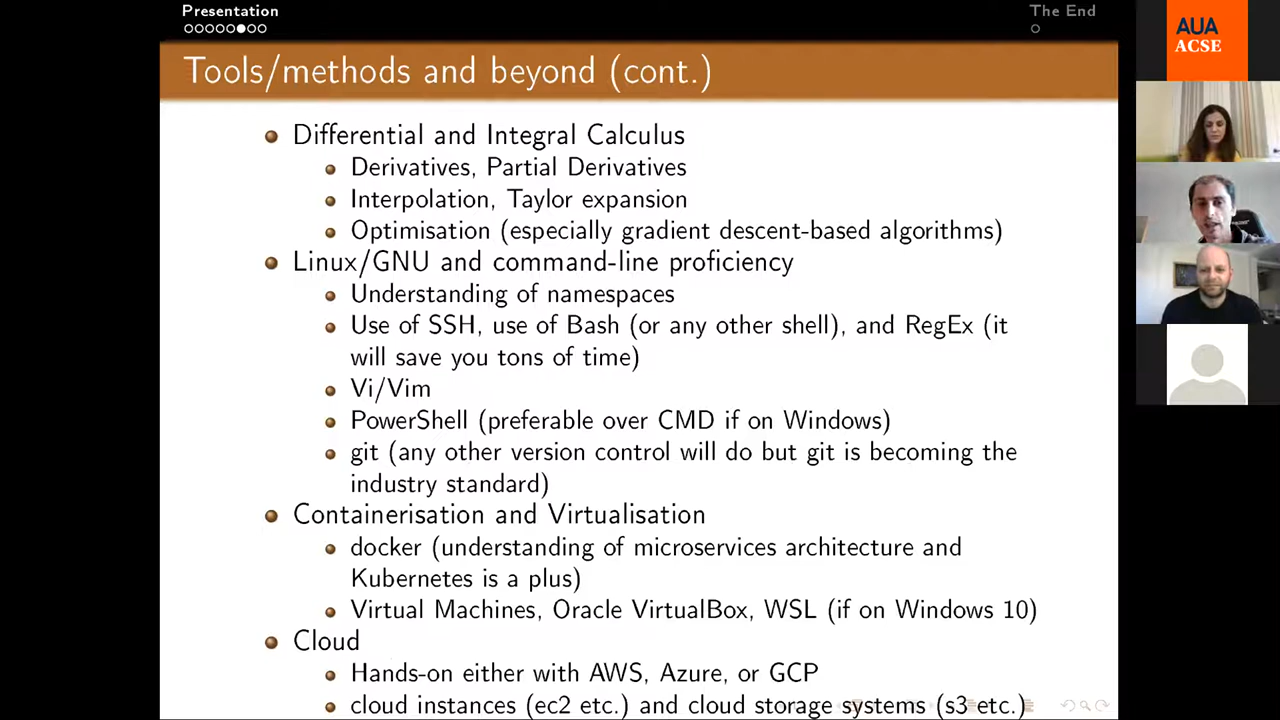 Presentation
The End
Tools/methods and beyond (cont.)
Differential and Integral Calculus
Derivatives, Partial Derivatives
Interpolation, Taylor expansion
Optimisation (especially gradient descent-based algorithms)
Linux/GNU and command-line proficiency
Understanding of namespaces
Use of SSH, use of Bash (or any other shell), and RegEx (it
will save you tons of time)
Vi/Vim
PowerShell (preferable over CMD if on Windows)
git (any other version control will do but git is becoming the
industry standard)
Containerisation and Virtualisation
docker (understanding of microservices architecture and
Kubernetes is a plus)
Virtual Machines, Oracle VirtualBox, WSL (if on Windows 10)
Cloud
Hands-on either with AWS, Azure, or GCP
cloud instances (ec2 etc.) and cloud storage systems (s3 etc.)
AUA
ACSE